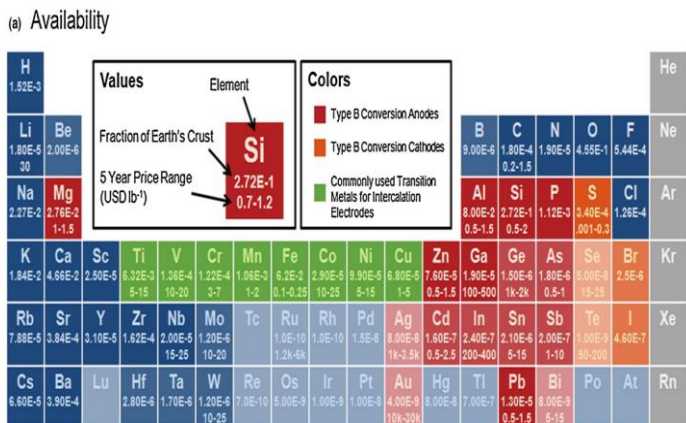 (a) Availability
H
1.52E-3
He
Values
Element
Fraction of Earth's Crust
5 Year Price Range
(USD lb⁻¹)
Si
2.72E-1
0.7-1.2
Colors
Type B Conversion Anodes
Type B Conversion Cathodes
Commonly used Transition
Metals for Intercalation
Electrodes
Li Be B C N O F Ne
1.80E-5 2.00E-6 9.00E-6 1.80E-4 1.90E-5 4.55E-1 5.44E-4
30 0.2-1.5
Na Mg Al Si P S Cl Ar
2.27E-2 2.76E-2 8.00E-2 2.72E-1 1.12E-3 3.40E-4 1.26E-4
1-1.5 0.5-1.5 0.5-2 .001-0.3
K Ca Sc Ti V Cr Mn Fe Co Ni Cu Zn Ga Ge As Se Br Kr
1.84E-2 4.66E-2 2.50E-5 6.32E-3 1.36E-4 1.22E-4 1.06E-3 6.2E-2 2.90E-5 9.90E-5 6.80E-5 7.60E-5 1.90E-5 1.50E-6 1.80E-6 5.00E-8 2.5E-6
5-15 10-20 3-7 1-2 0.1-0.25 10-25 5-15 1-5 0.5-1.5 100-500 1k-2k 0.5-1 15-25
Rb Sr Y Zr Nb Mo Tc Ru Rh Pd Ag Cd In Sn Sb Te I Xe
7.88E-5 3.84E-4 3.10E-5 1.62E-4 2.00E-5 1.20E-6 1.0E-10 1.0E-10 1.5E-8 8.00E-8 1.60E-7 2.40E-7 2.10E-6 2.00E-7 1.00E-9 4.60E-7
15-25 10-20 1.2k-6k 1k-3.5k 0.5-2.5 200-400 5-15 1-10 50-200
Cs Ba Lu Hf Ta W Re Os Ir Pt Au Hg Tl Pb Bi Po At Rn
6.60E-5 3.90E-4 2.80E-6 1.70E-6 1.20E-6 7.0E-10 5.00E-9 1.00E-9 1.00E-8 4.00E-9 8.00E-8 7.00E-7 1.30E-5 8.00E-9
10-25 10k-30k 0.5-1.5 5-15